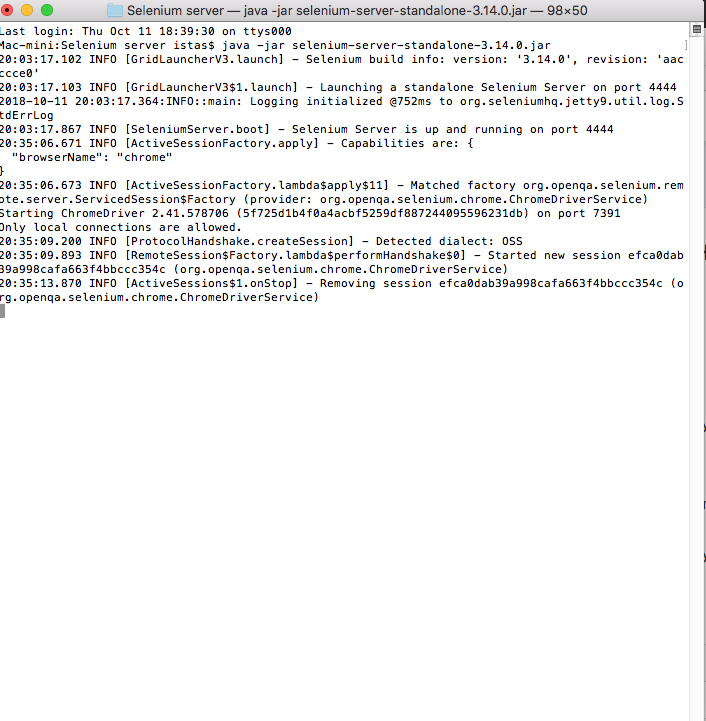 Selenium server — java -jar selenium-server-standalone-3.14.0.jar — 98×50
Last login: Thu Oct 11 18:39:30 on ttys000
Mac-mini:Selenium server istas$ java -jar selenium-server-standalone-3.14.0.jar
20:03:17.102 INFO [GridLauncherV3.launch] - Selenium build info: version: '3.14.0', revision: 'aac
ccce0'
20:03:17.103 INFO [GridLauncherV3$1.launch] - Launching a standalone Selenium Server on port 4444
2018-10-11 20:03:17.364:INFO::main: Logging initialized @752ms to org.seleniumhq.jetty9.util.log.S
tdErrLog
20:03:17.867 INFO [SeleniumServer.boot] - Selenium Server is up and running on port 4444
20:35:06.671 INFO [ActiveSessionFactory.apply] - Capabilities are: {
  "browserName": "chrome"
}
20:35:06.673 INFO [ActiveSessionFactory.lambda$apply$11] - Matched factory org.openqa.selenium.rem
ote.server.ServicedSession$Factory (provider: org.openqa.selenium.chrome.ChromeDriverService)
Starting ChromeDriver 2.41.578706 (5f725d1b4f0a4acbf5259df887244095596231db) on port 7391
Only local connections are allowed.
20:35:09.200 INFO [ProtocolHandshake.createSession] - Detected dialect: OSS
20:35:09.893 INFO [RemoteSession$Factory.lambda$performHandshake$0] - Started new session efca0dab
39a998cafa663f4bbccc354c (org.openqa.selenium.chrome.ChromeDriverService)
20:35:13.870 INFO [ActiveSessions$1.onStop] - Removing session efca0dab39a998cafa663f4bbccc354c (o
rg.openqa.selenium.chrome.ChromeDriverService)